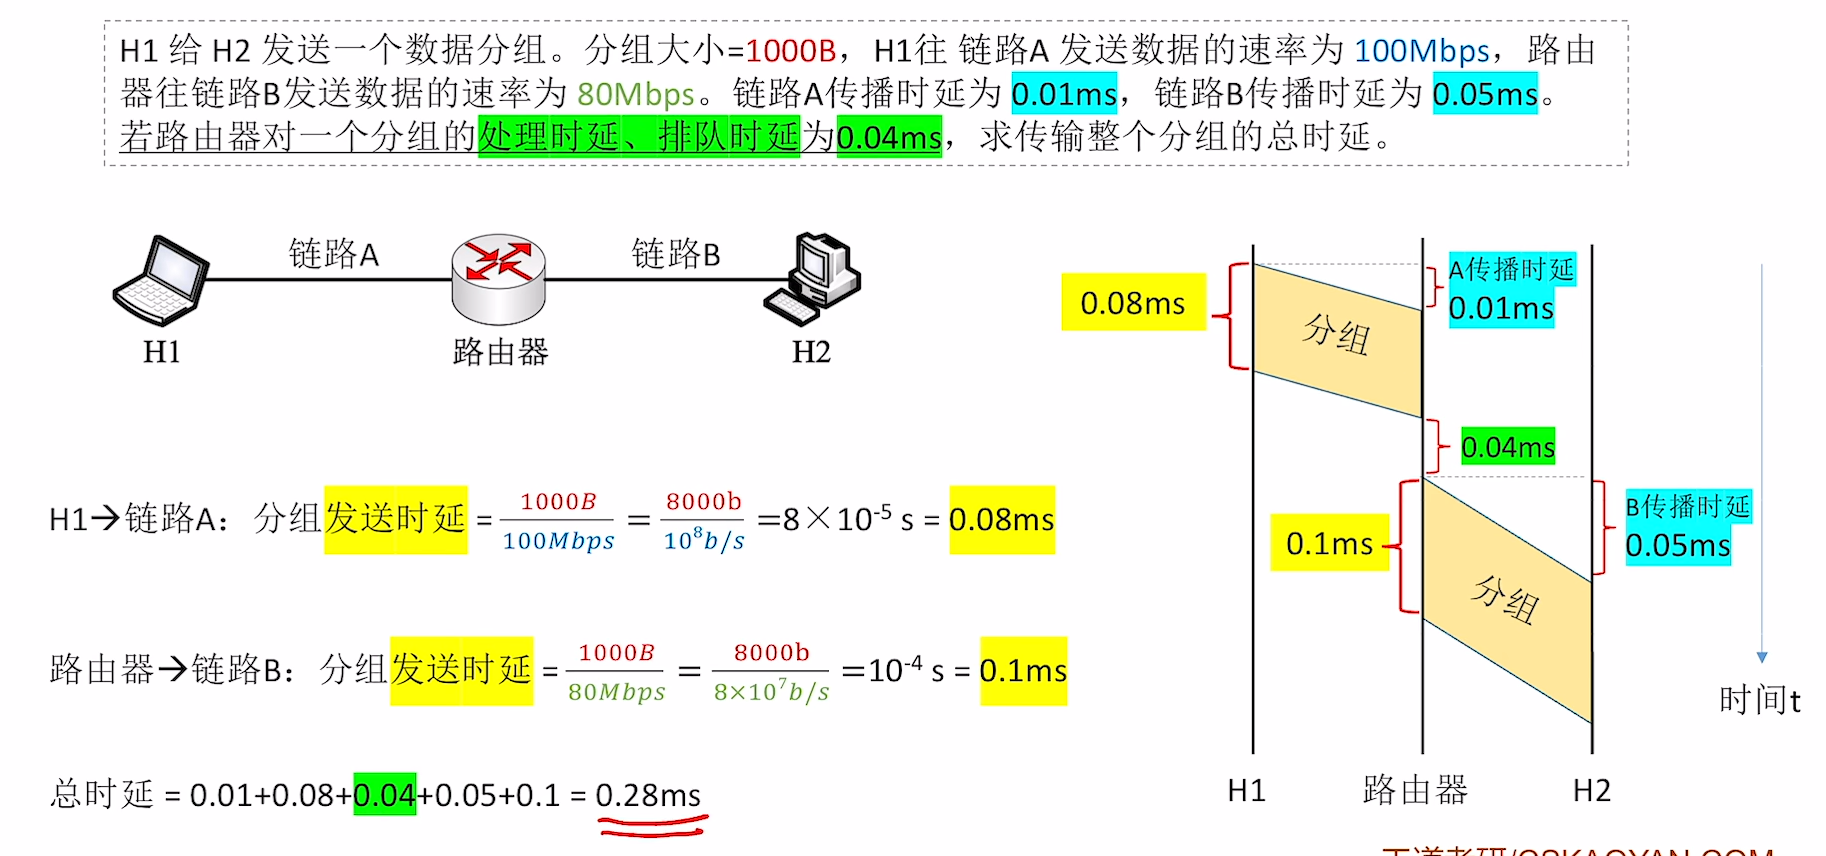 H1 给 H2 发送一个数据分组。分组大小=1000B，H1往 链路A 发送数据的速率为 100Mbps，路由
器往链路B发送数据的速率为 80Mbps。链路A传播时延为 0.01ms，链路B传播时延为 0.05ms。
若路由器对一个分组的处理时延、排队时延为0.04ms，求传输整个分组的总时延。
链路A
链路B
H1
路由器
H2
H1→链路A：分组发送时延 = 1000B/100Mbps = 8000b/10⁸b/s =8×10⁻⁵ s = 0.08ms
路由器→链路B：分组发送时延 = 1000B/80Mbps = 8000b/8×10⁷b/s =10⁻⁴ s = 0.1ms
总时延 = 0.01+0.08+0.04+0.05+0.1 = 0.28ms
0.08ms
分组
A传播时延
0.01ms
0.04ms
0.1ms
分组
B传播时延
0.05ms
时间t
H1
路由器
H2